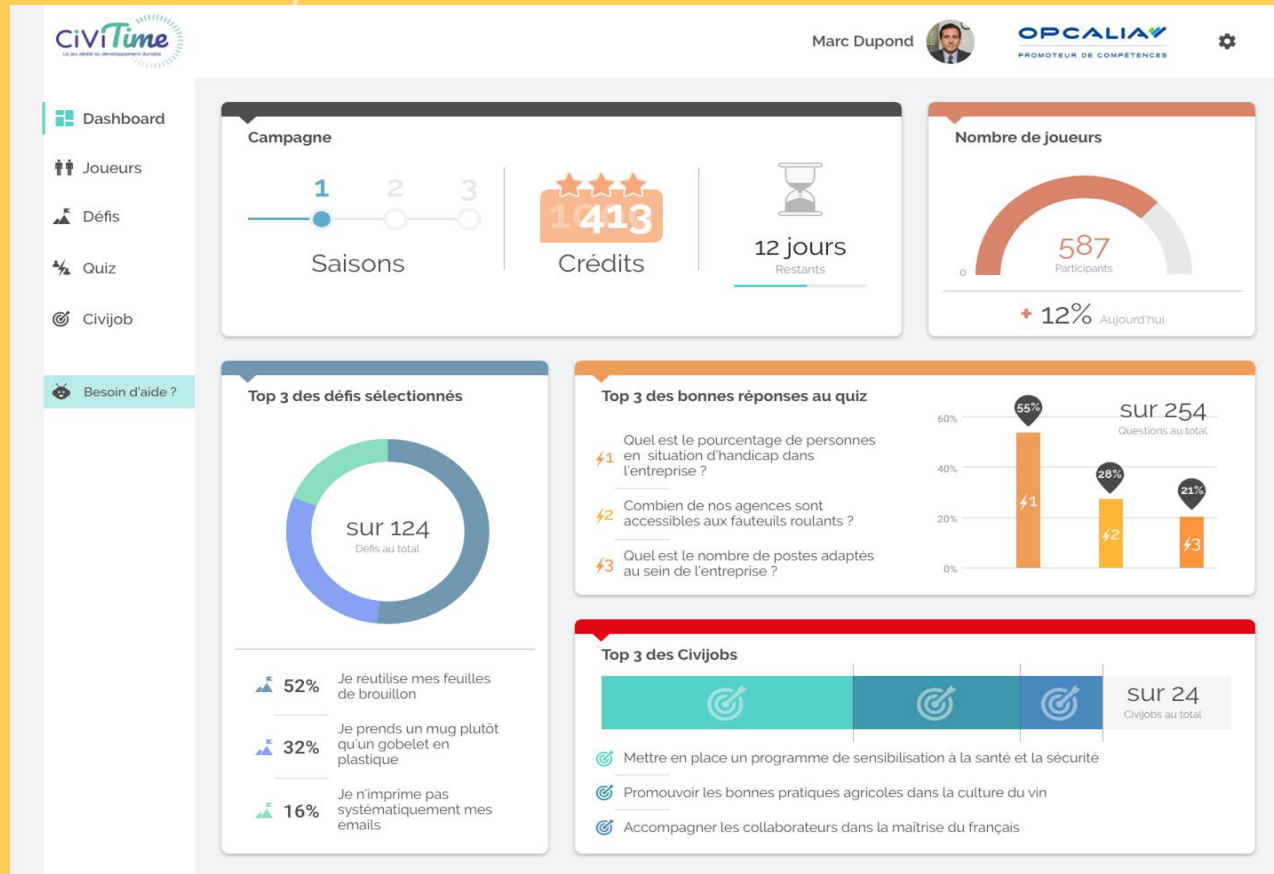 CiViTime
Le jeu dédié au développement durable
Marc Dupond
OPCALIA
PROMOTEUR DE COMPÉTENCES
Dashboard
Joueurs
Défis
Quiz
Civijob
Besoin d'aide ?
Campagne
1 2 3
Saisons
413
Crédits
12 jours
Restants
Nombre de joueurs
587
Participants
0
+ 12% Aujourd'hui
Top 3 des défis sélectionnés
sur 124
Défis au total
52%
Je réutilise mes feuilles
de brouillon
32%
Je prends un mug plutôt
qu'un gobelet en
plastique
16%
Je n'imprime pas
systématiquement mes
emails
Top 3 des bonnes réponses au quiz
1
Quel est le pourcentage de personnes
en situation d'handicap dans
l'entreprise ?
2
Combien de nos agences sont
accessibles aux fauteuils roulants ?
3
Quel est le nombre de postes adaptés
au sein de l'entreprise ?
60%
40%
20%
0%
55%
28%
21%
1
2
3
sur 254
Questions au total
Top 3 des Civijobs
sur 24
Civijobs au total
Mettre en place un programme de sensibilisation à la santé et la sécurité
Promouvoir les bonnes pratiques agricoles dans la culture du vin
Accompagner les collaborateurs dans la maîtrise du français